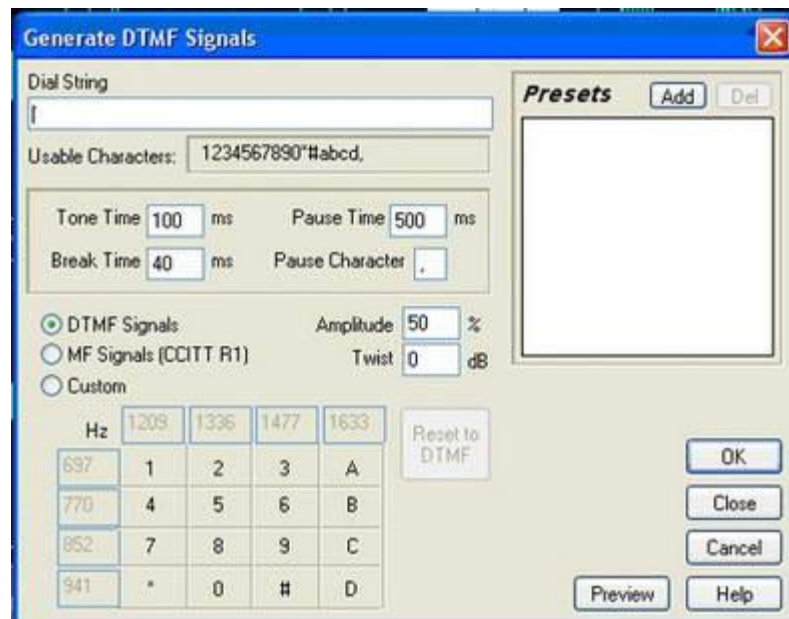 Generate DTMF Signals
Dial String
Usable Characters: 1234567890*#abcd,
Tone Time 100 ms Pause Time 500 ms
Break Time 40 ms Pause Character ,
DTMF Signals
MF Signals (CCITT R1)
Custom
Amplitude 50 %
Twist 0 dB
Hz 1209 1336 1477 1633
697 1 2 3 A
770 4 5 6 B
852 7 8 9 C
941 * 0 # D
Reset to
DTMF
Presets Add Del
OK
Close
Cancel
Preview Help